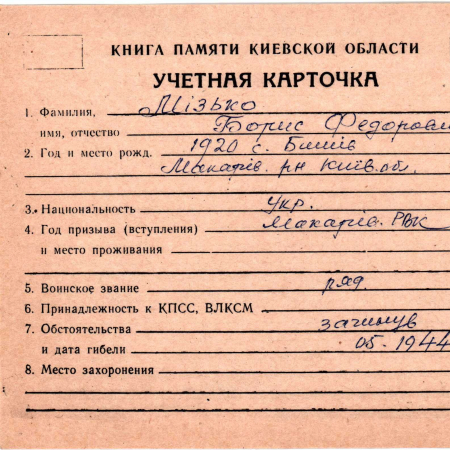 КНИГА ПАМЯТИ КИЕВСКОЙ ОБЛАСТИ
УЧЕТНАЯ КАРТОЧКА
1. Фамилия, Мізько
имя, отчество Борис Федорови
2. Год и место рожд. 1920 с. Бишів
Макарів. рн Київ.об.
3. Национальность Укр.
4. Год призыва (вступления) Макарів. РВК
и место проживания
5. Воинское звание ряд.
6. Принадлежность к КПСС, ВЛКСМ
7. Обстоятельства загинув
и дата гибели 05-1944
8. Место захоронения